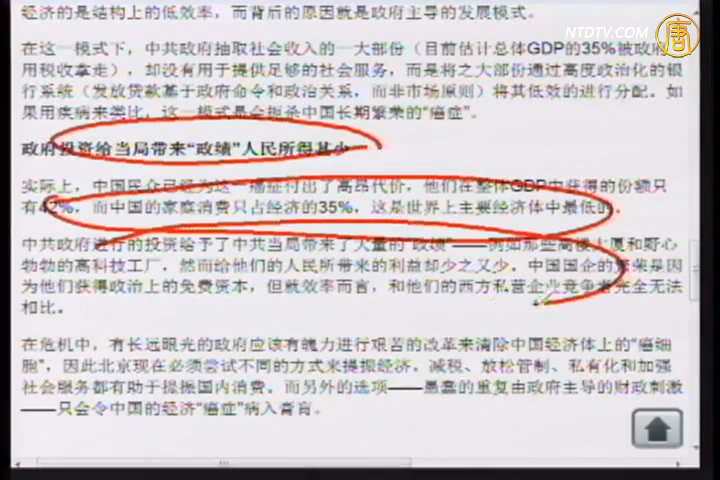 经济的是结构上的低效率，而背后的原因就是政府主导的发展模式。
NTDTV.COM
唐
在这一模式下，中共政府抽取社会收入的一大部份（目前估计总体GDP的35%被政府
用税收拿走），却没有用于提供足够的社会服务，而是将之大部份通过高度政治化的银
行系统（发放贷款基于政府命令和政治关系，而非市场原则）将其低效的进行分配。如
果用疾病来类比，这一模式是会扼杀中国长期繁荣的“癌症”。
政府投资给当局带来“政绩”人民所得甚少
实际上，中国民众已经为这一癌症付出了高昂代价，他们在整体GDP中获得的份额只
有42%，而中国的家庭消费只占经济的35%，这是世界上主要经济体中最低的。
中共政府进行的投资给予了中共当局带来了大量的“政绩”——例如那些高楼大厦和野心
勃勃的高科技工厂，然而给他们的人民所带来的利益却少之又少。中国国企的繁荣是因
为他们获得政治上的免费资本，但就效率而言，和他们的西方私营企业竞争者完全无法
相比。
在危机中，有长远眼光的政府应该有魄力进行艰苦的改革来清除中国经济体上的“癌细
胞”，因此北京现在必须尝试不同的方式来提振经济，减税、放松管制、私有化和加强
社会服务都有助于提振国内消费，而另外的选项——愚蠢的重复由政府主导的财政刺激
——只会令中国的经济“癌症”病入膏肓。